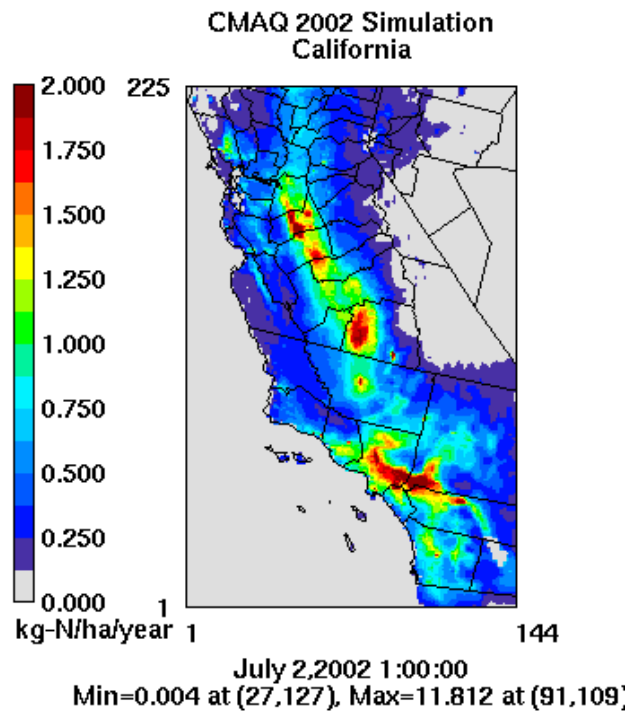 CMAQ 2002 Simulation
California
2.000
1.750
1.500
1.250
1.000
0.750
0.500
0.250
0.000
kg-N/ha/year
225
1
1
144
July 2,2002 1:00:00
Min=0.004 at (27,127), Max=11.812 at (91,109)